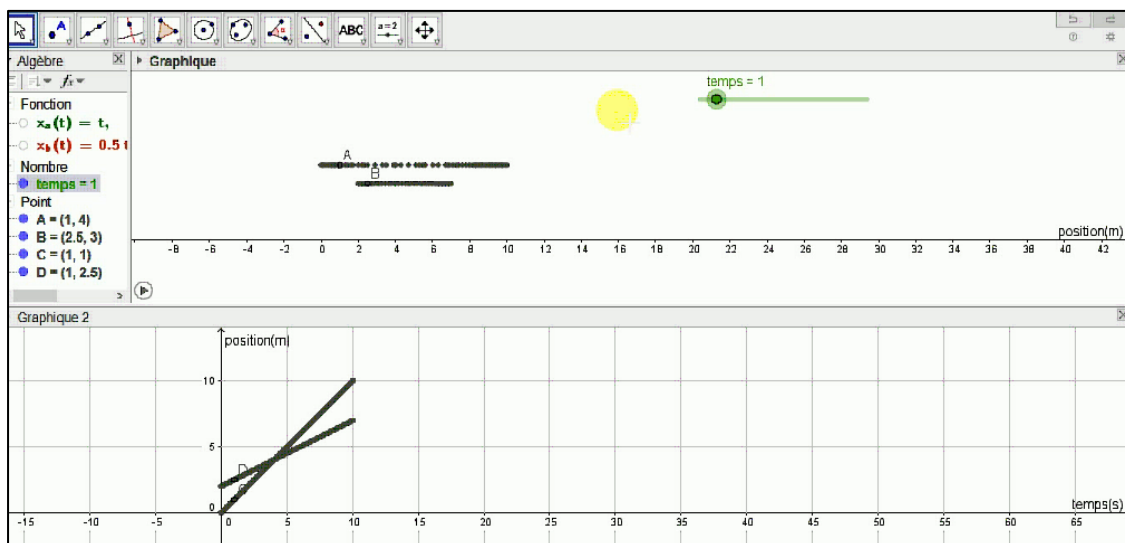 ABC a=2
Algèbre
Graphique
temps = 1
Fonction
xₐ(t) = t,
x_b(t) = 0.5 t
Nombre
temps = 1
Point
A = (1, 4)
B = (2.5, 3)
C = (1, 1)
D = (1, 2.5)
A
B
position(m)
-8 -6 -4 -2 0 2 4 6 8 10 12 14 16 18 20 22 24 26 28 30 32 34 36 38 40 42
Graphique 2
position(m)
10
5
D
C
0
temps(s)
-15 -10 -5 0 5 10 15 20 25 30 35 40 45 50 55 60 65